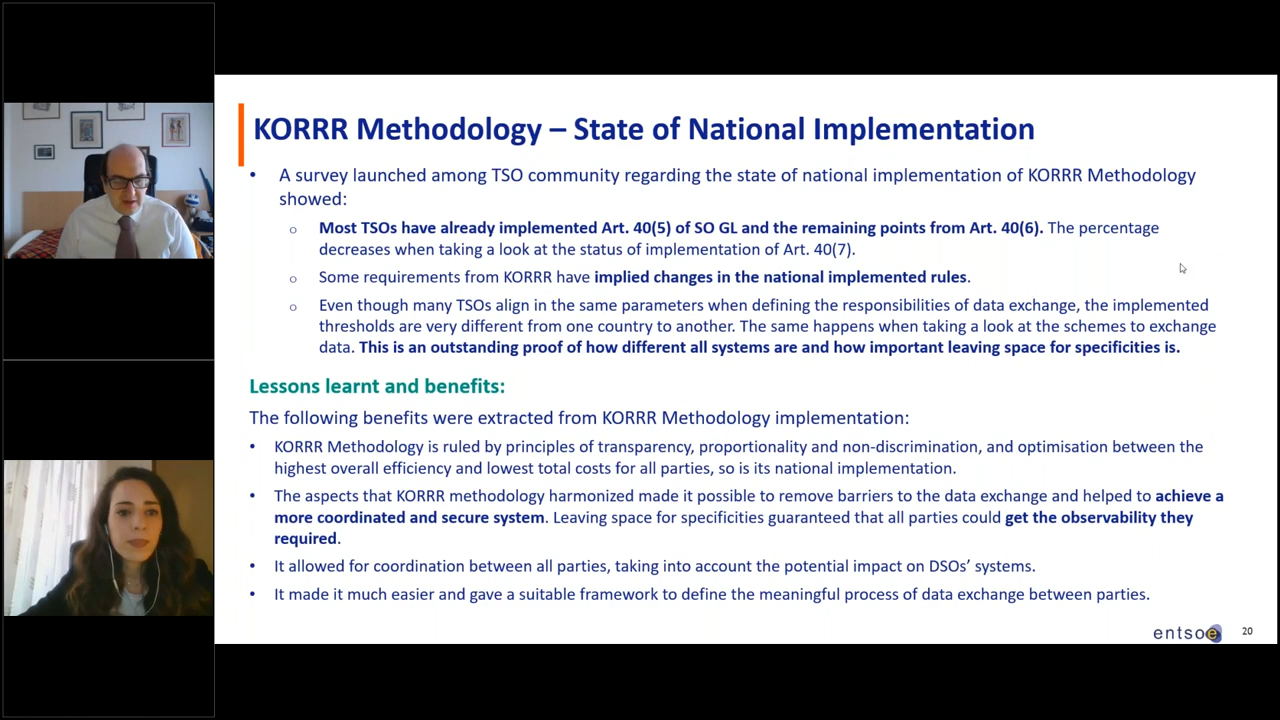 KORRR Methodology – State of National Implementation
• A survey launched among TSO community regarding the state of national implementation of KORRR Methodology
showed:
o Most TSOs have already implemented Art. 40(5) of SO GL and the remaining points from Art. 40(6). The percentage
decreases when taking a look at the status of implementation of Art. 40(7).
o Some requirements from KORRR have implied changes in the national implemented rules.
o Even though many TSOs align in the same parameters when defining the responsibilities of data exchange, the implemented
thresholds are very different from one country to another. The same happens when taking a look at the schemes to exchange
data. This is an outstanding proof of how different all systems are and how important leaving space for specificities is.
Lessons learnt and benefits:
The following benefits were extracted from KORRR Methodology implementation:
• KORRR Methodology is ruled by principles of transparency, proportionality and non-discrimination, and optimisation between the
highest overall efficiency and lowest total costs for all parties, so is its national implementation.
• The aspects that KORRR methodology harmonized made it possible to remove barriers to the data exchange and helped to achieve a
more coordinated and secure system. Leaving space for specificities guaranteed that all parties could get the observability they
required.
• It allowed for coordination between all parties, taking into account the potential impact on DSOs’ systems.
• It made it much easier and gave a suitable framework to define the meaningful process of data exchange between parties.
entsoe 20